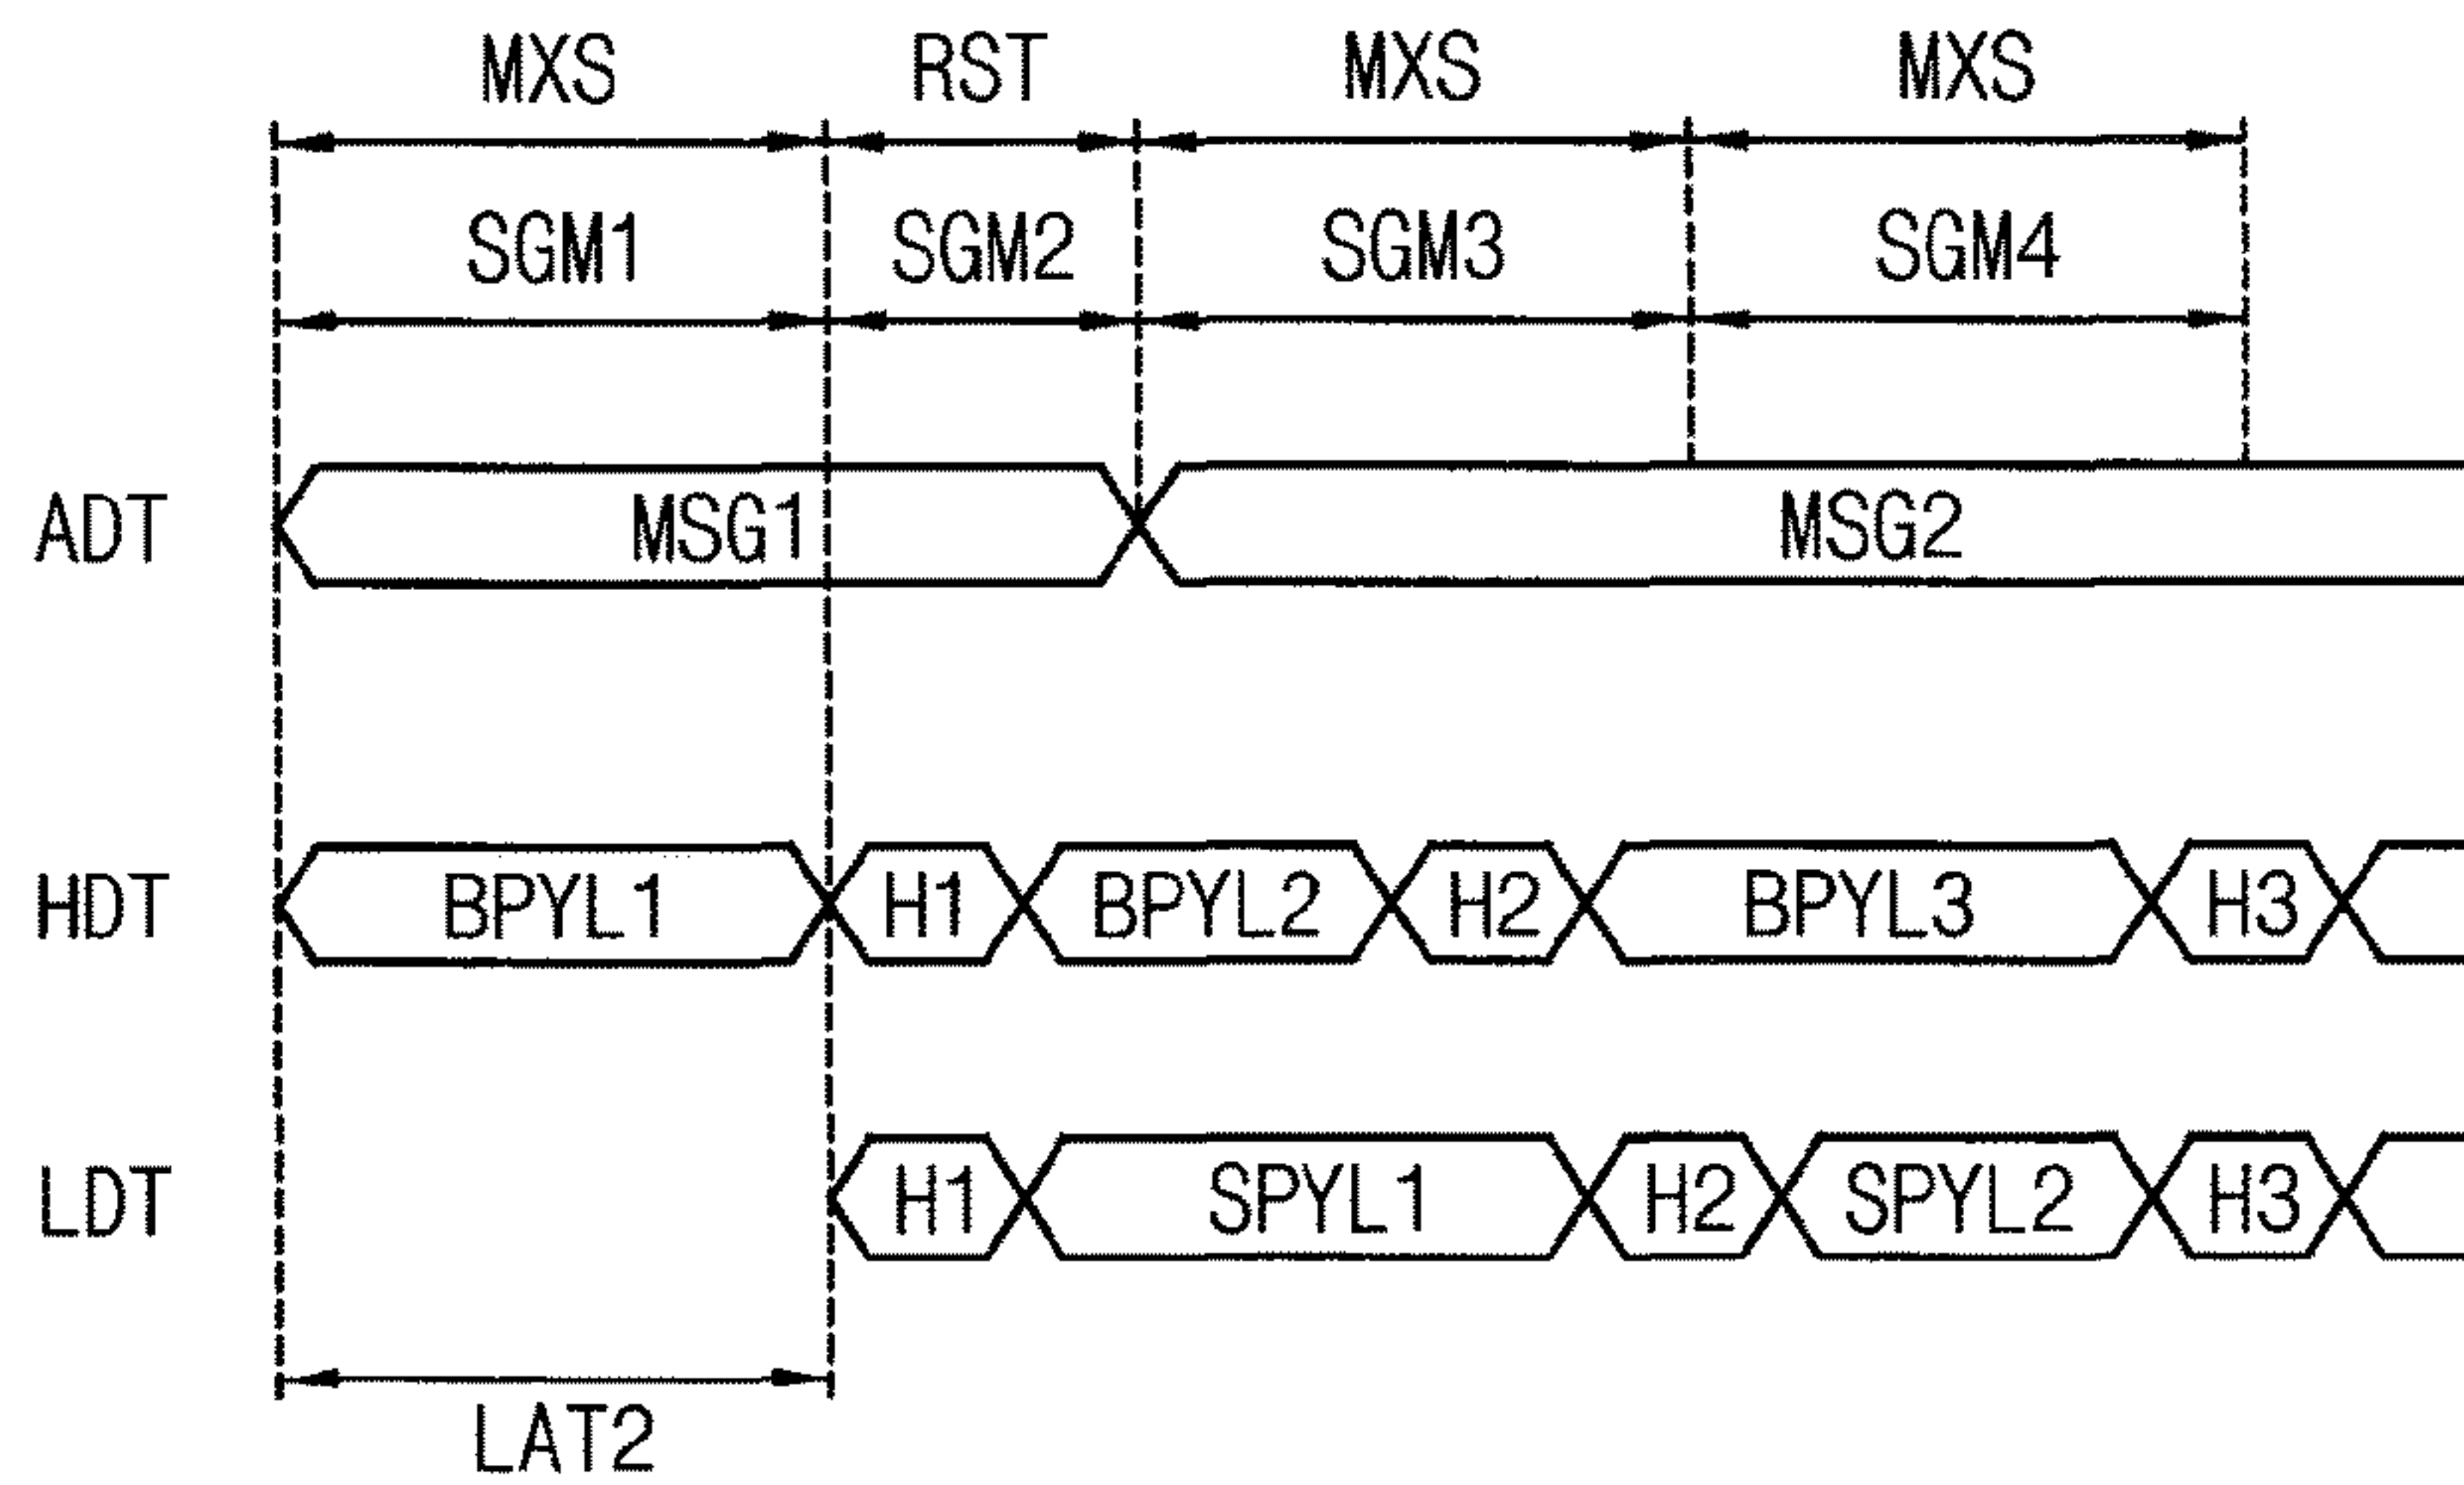 MXS RST MXS MXS
SGM1 SGM2 SGM3 SGM4
ADT MSG1 MSG2
HDT BPYL1 H1 BPYL2 H2 BPYL3 H3
LDT H1 SPYL1 H2 SPYL2 H3
LAT2